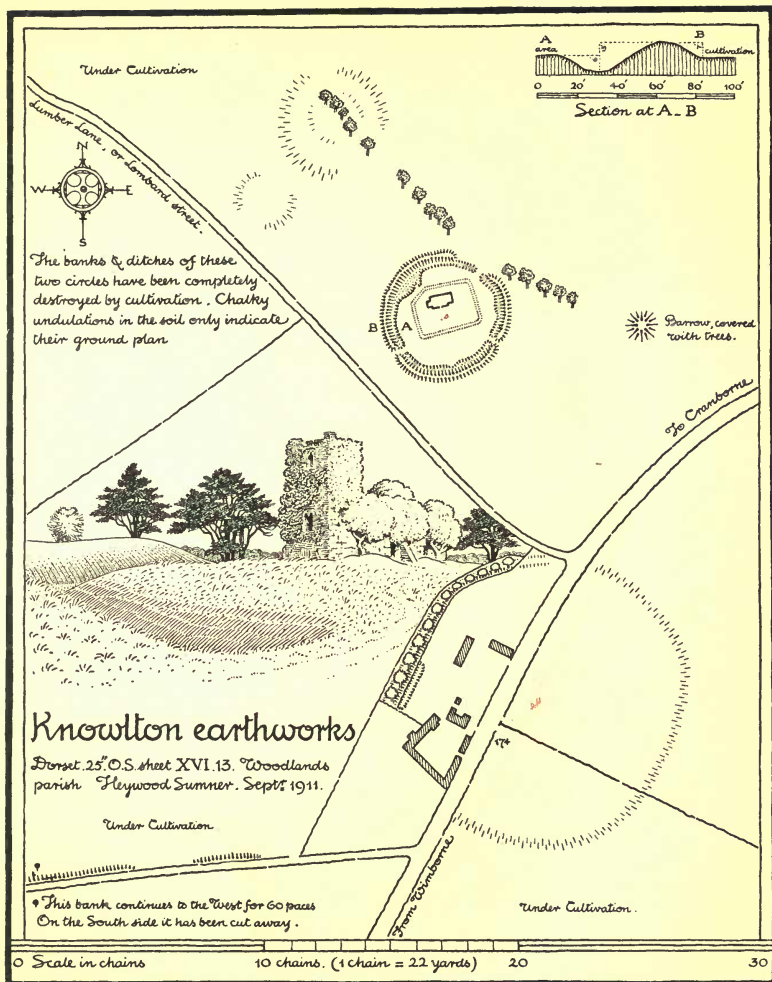 Under Cultivation
A
B
area
cultivation
0 20' 40' 60' 80' 100'
Section at A-B
Lumber Lane, or Lombard street.
N
W
E
S
The banks & ditches of these
two circles have been completely
destroyed by cultivation. Chalky
undulations in the soil only indicate
their ground plan
B
A
Barrow, covered
with trees.
To Cranborne
Knowlton earthworks
Dorset. 25". O.S. sheet XVI. 13. Woodlands
parish Heywood Sumner. Septr. 1911.
174
Under Cultivation
From Wimborne
This bank continues to the West for 60 paces
On the South side it has been cut away.
Under Cultivation.
0 Scale in chains 10 chains. (1 chain = 22 yards) 20 30